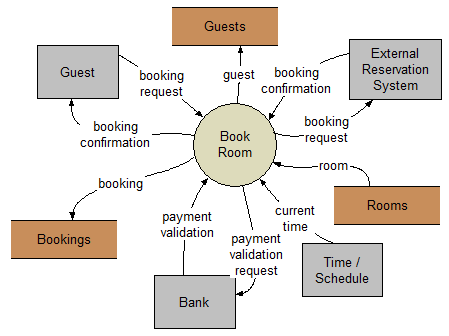 Guests
Guest
booking
request
guest
booking
confirmation
External
Reservation
System
booking
confirmation
Book
Room
booking
request
room
booking
Rooms
payment
validation
current
time
Bookings
payment
validation
request
Time /
Schedule
Bank